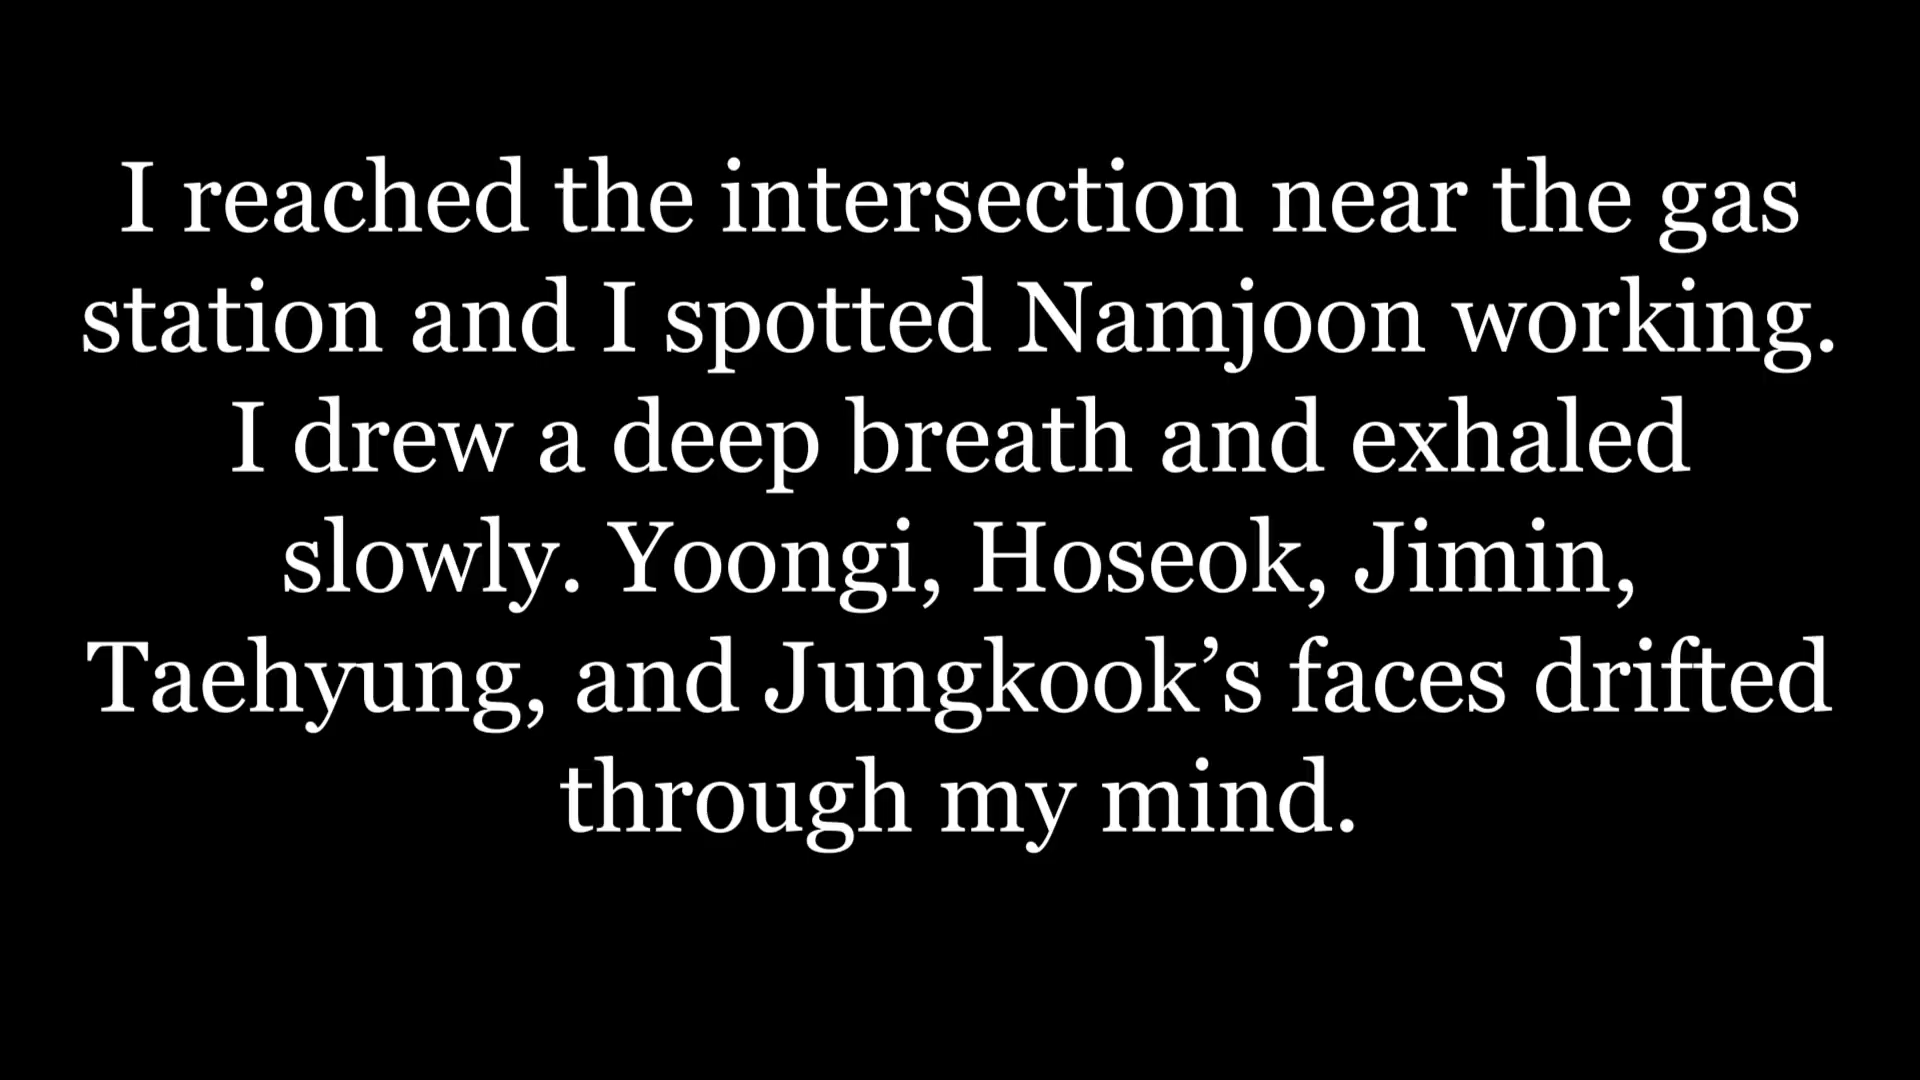 I reached the intersection near the gas
station and I spotted Namjoon working.
I drew a deep breath and exhaled
slowly. Yoongi, Hoseok, Jimin,
Taehyung, and Jungkook’s faces drifted
through my mind.